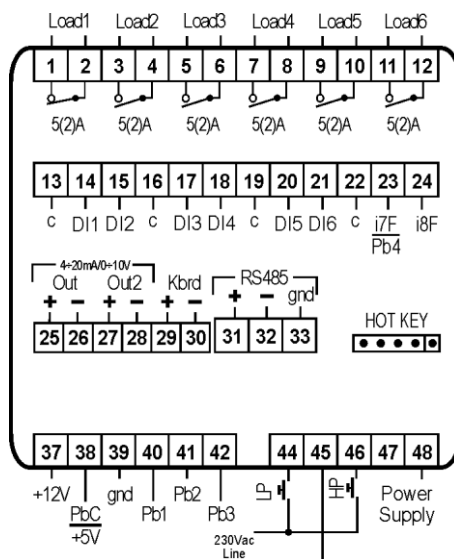 Load1 Load2 Load3 Load4 Load5 Load6
1 2 3 4 5 6 7 8 9 10 11 12
5(2)A 5(2)A 5(2)A 5(2)A 5(2)A 5(2)A
13 14 15 16 17 18 19 20 21 22 23 24
c DI1 DI2 c DI3 DI4 c DI5 DI6 c i7F i8F
Pb4
4÷20mA/0÷10V
Out Out2 Kbrd RS485
+ − + − + − + − gnd
25 26 27 28 29 30 31 32 33
HOT KEY
37 38 39 40 41 42 44 45 46 47 48
+12V PbC gnd Pb1 Pb2 Pb3 LP HP Power
+5V Supply
230Vac
Line